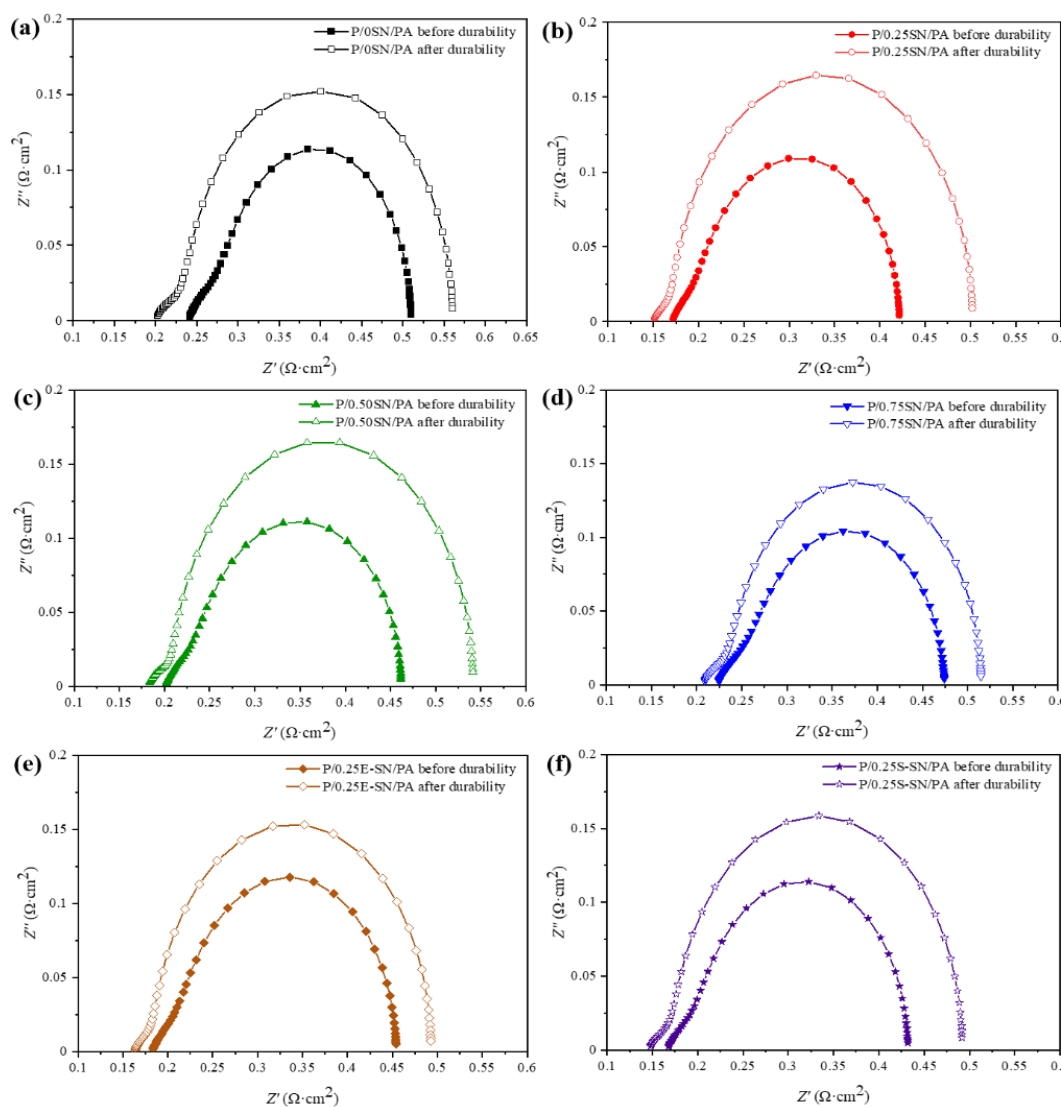 (a)
P/0SN/PA before durability
P/0SN/PA after durability
0.2
0.15
0.1
0.05
0
Z'' (Ω·cm²)
0.1 0.15 0.2 0.25 0.3 0.35 0.4 0.45 0.5 0.55 0.6 0.65
Z' (Ω·cm²)
(b)
P/0.25SN/PA before durability
P/0.25SN/PA after durability
0.2
0.15
0.1
0.05
0
Z'' (Ω·cm²)
0.1 0.15 0.2 0.25 0.3 0.35 0.4 0.45 0.5 0.55
Z' (Ω·cm²)
(c)
P/0.50SN/PA before durability
P/0.50SN/PA after durability
0.2
0.15
0.1
0.05
0
Z'' (Ω·cm²)
0.1 0.15 0.2 0.25 0.3 0.35 0.4 0.45 0.5 0.55 0.6
Z' (Ω·cm²)
(d)
P/0.75SN/PA before durability
P/0.75SN/PA after durability
0.2
0.15
0.1
0.05
0
Z'' (Ω·cm²)
0.1 0.15 0.2 0.25 0.3 0.35 0.4 0.45 0.5 0.55
Z' (Ω·cm²)
(e)
P/0.25E-SN/PA before durability
P/0.25E-SN/PA after durability
0.2
0.15
0.1
0.05
0
Z'' (Ω·cm²)
0.1 0.15 0.2 0.25 0.3 0.35 0.4 0.45 0.5 0.55 0.6
Z' (Ω·cm²)
(f)
P/0.25S-SN/PA before durability
P/0.25S-SN/PA after durability
0.2
0.15
0.1
0.05
0
Z'' (Ω·cm²)
0.1 0.15 0.2 0.25 0.3 0.35 0.4 0.45 0.5 0.55
Z' (Ω·cm²)